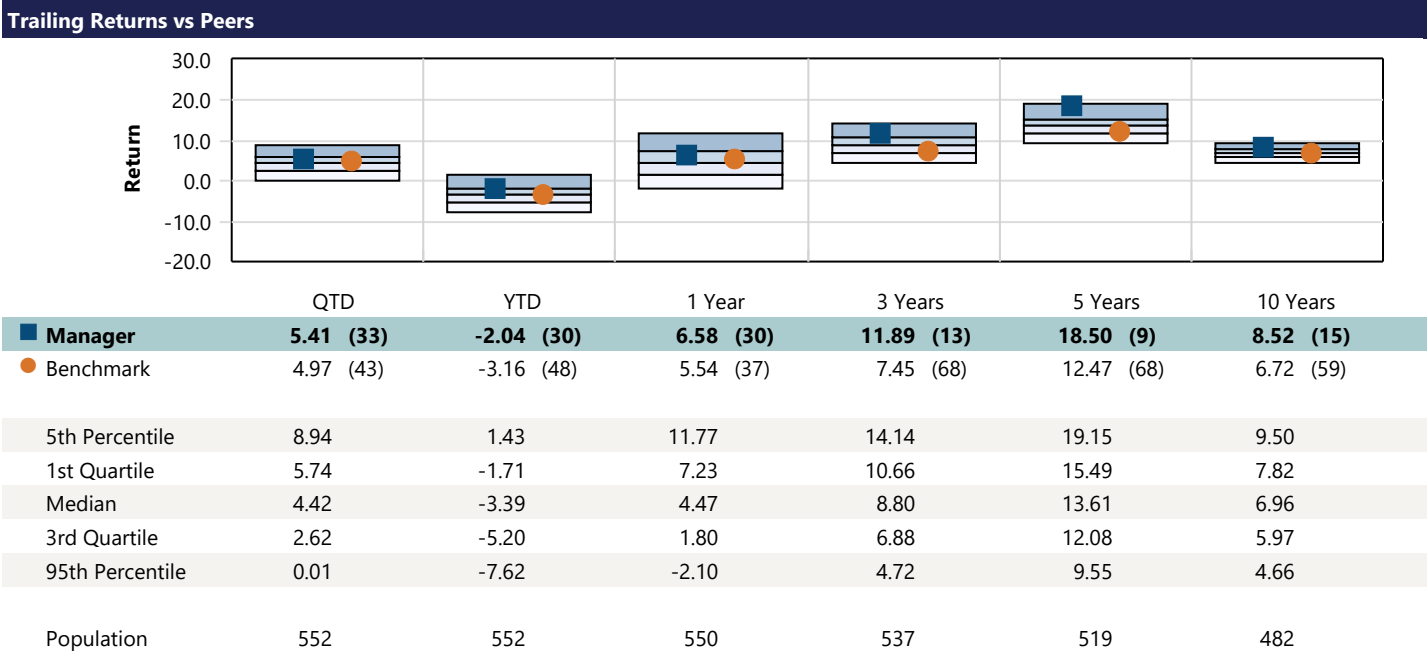 Trailing Returns vs Peers
30.0
20.0
10.0
0.0
-10.0
-20.0
Return
QTD YTD 1 Year 3 Years 5 Years 10 Years
Manager 5.41 (33) -2.04 (30) 6.58 (30) 11.89 (13) 18.50 (9) 8.52 (15)
Benchmark 4.97 (43) -3.16 (48) 5.54 (37) 7.45 (68) 12.47 (68) 6.72 (59)
5th Percentile 8.94 1.43 11.77 14.14 19.15 9.50
1st Quartile 5.74 -1.71 7.23 10.66 15.49 7.82
Median 4.42 -3.39 4.47 8.80 13.61 6.96
3rd Quartile 2.62 -5.20 1.80 6.88 12.08 5.97
95th Percentile 0.01 -7.62 -2.10 4.72 9.55 4.66
Population 552 552 550 537 519 482